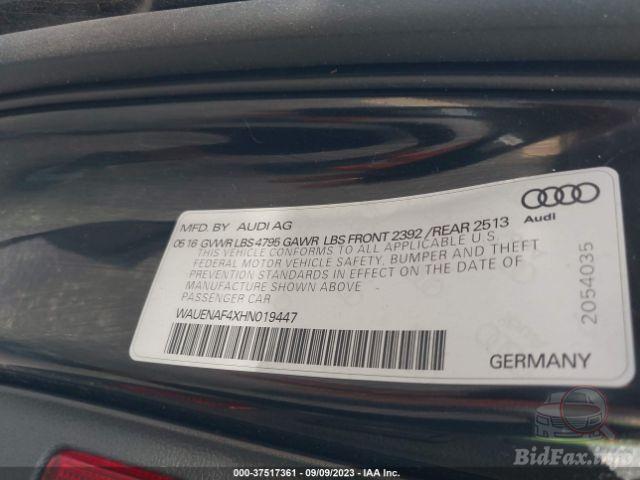 MFD. BY AUDI AG
06 16 GVWR LBS 4795 GAWR LBS FRONT 2392 / REAR 2513
THIS VEHICLE CONFORMS TO ALL APPLICABLE U.S.
FEDERAL MOTOR VEHICLE SAFETY, BUMPER AND THEFT
PREVENTION STANDARDS IN EFFECT ON THE DATE OF
MANUFACTURE SHOWN ABOVE
PASSENGER CAR
WAUENAF4XHN019447
GERMANY
Audi
2054035
000-37517361 - 09/09/2023 - IAA Inc.
BidFax.info